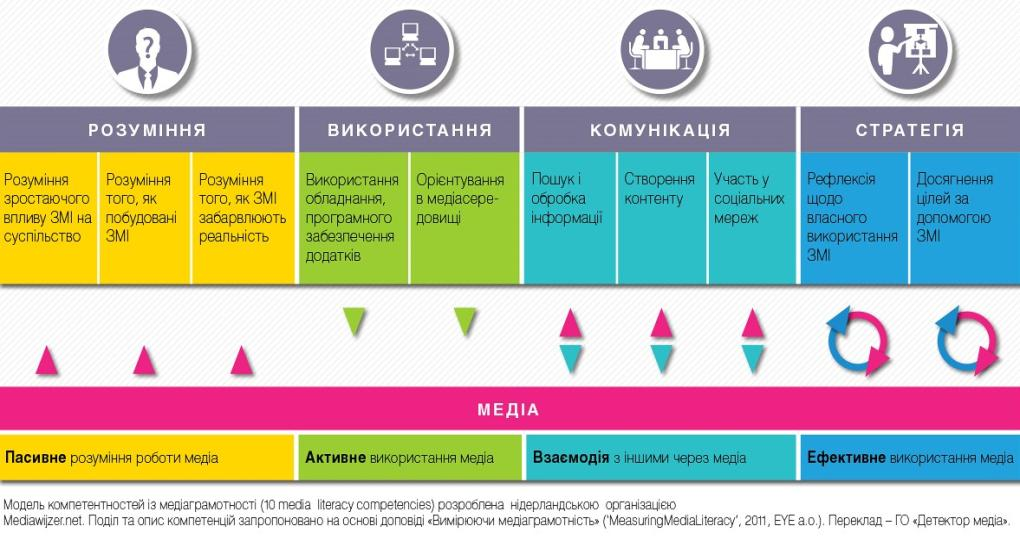 ?
РОЗУМІННЯ
ВИКОРИСТАННЯ
КОМУНІКАЦІЯ
СТРАТЕГІЯ
Розуміння
зростаючого
впливу ЗМІ на
суспільство
Розуміння
того, як
побудовані
ЗМІ
Розуміння
того, як ЗМІ
забарвлюють
реальність
Використання
обладнання,
програмного
забезпечення
додатків
Орієнтування
в медіасере-
довищі
Пошук і
обробка
інформації
Створення
контенту
Участь у
соціальних
мереж
Рефлексія
щодо
власного
використання
ЗМІ
Досягнення
цілей за
допомогою
ЗМІ
МЕДІА
Пасивне розуміння роботи медіа
Активне використання медіа
Взаємодія з іншими через медіа
Ефективне використання медіа
Модель компетентностей із медіаграмотності (10 media literacy competencies) розроблена нідерландською організацією
Mediawijzer.net. Поділ та опис компетенцій запропоновано на основі доповіді «Вимірюючи медіаграмотність» ('MeasuringMediaLiteracy', 2011, EYE a.o.). Переклад – ГО «Детектор медіа».